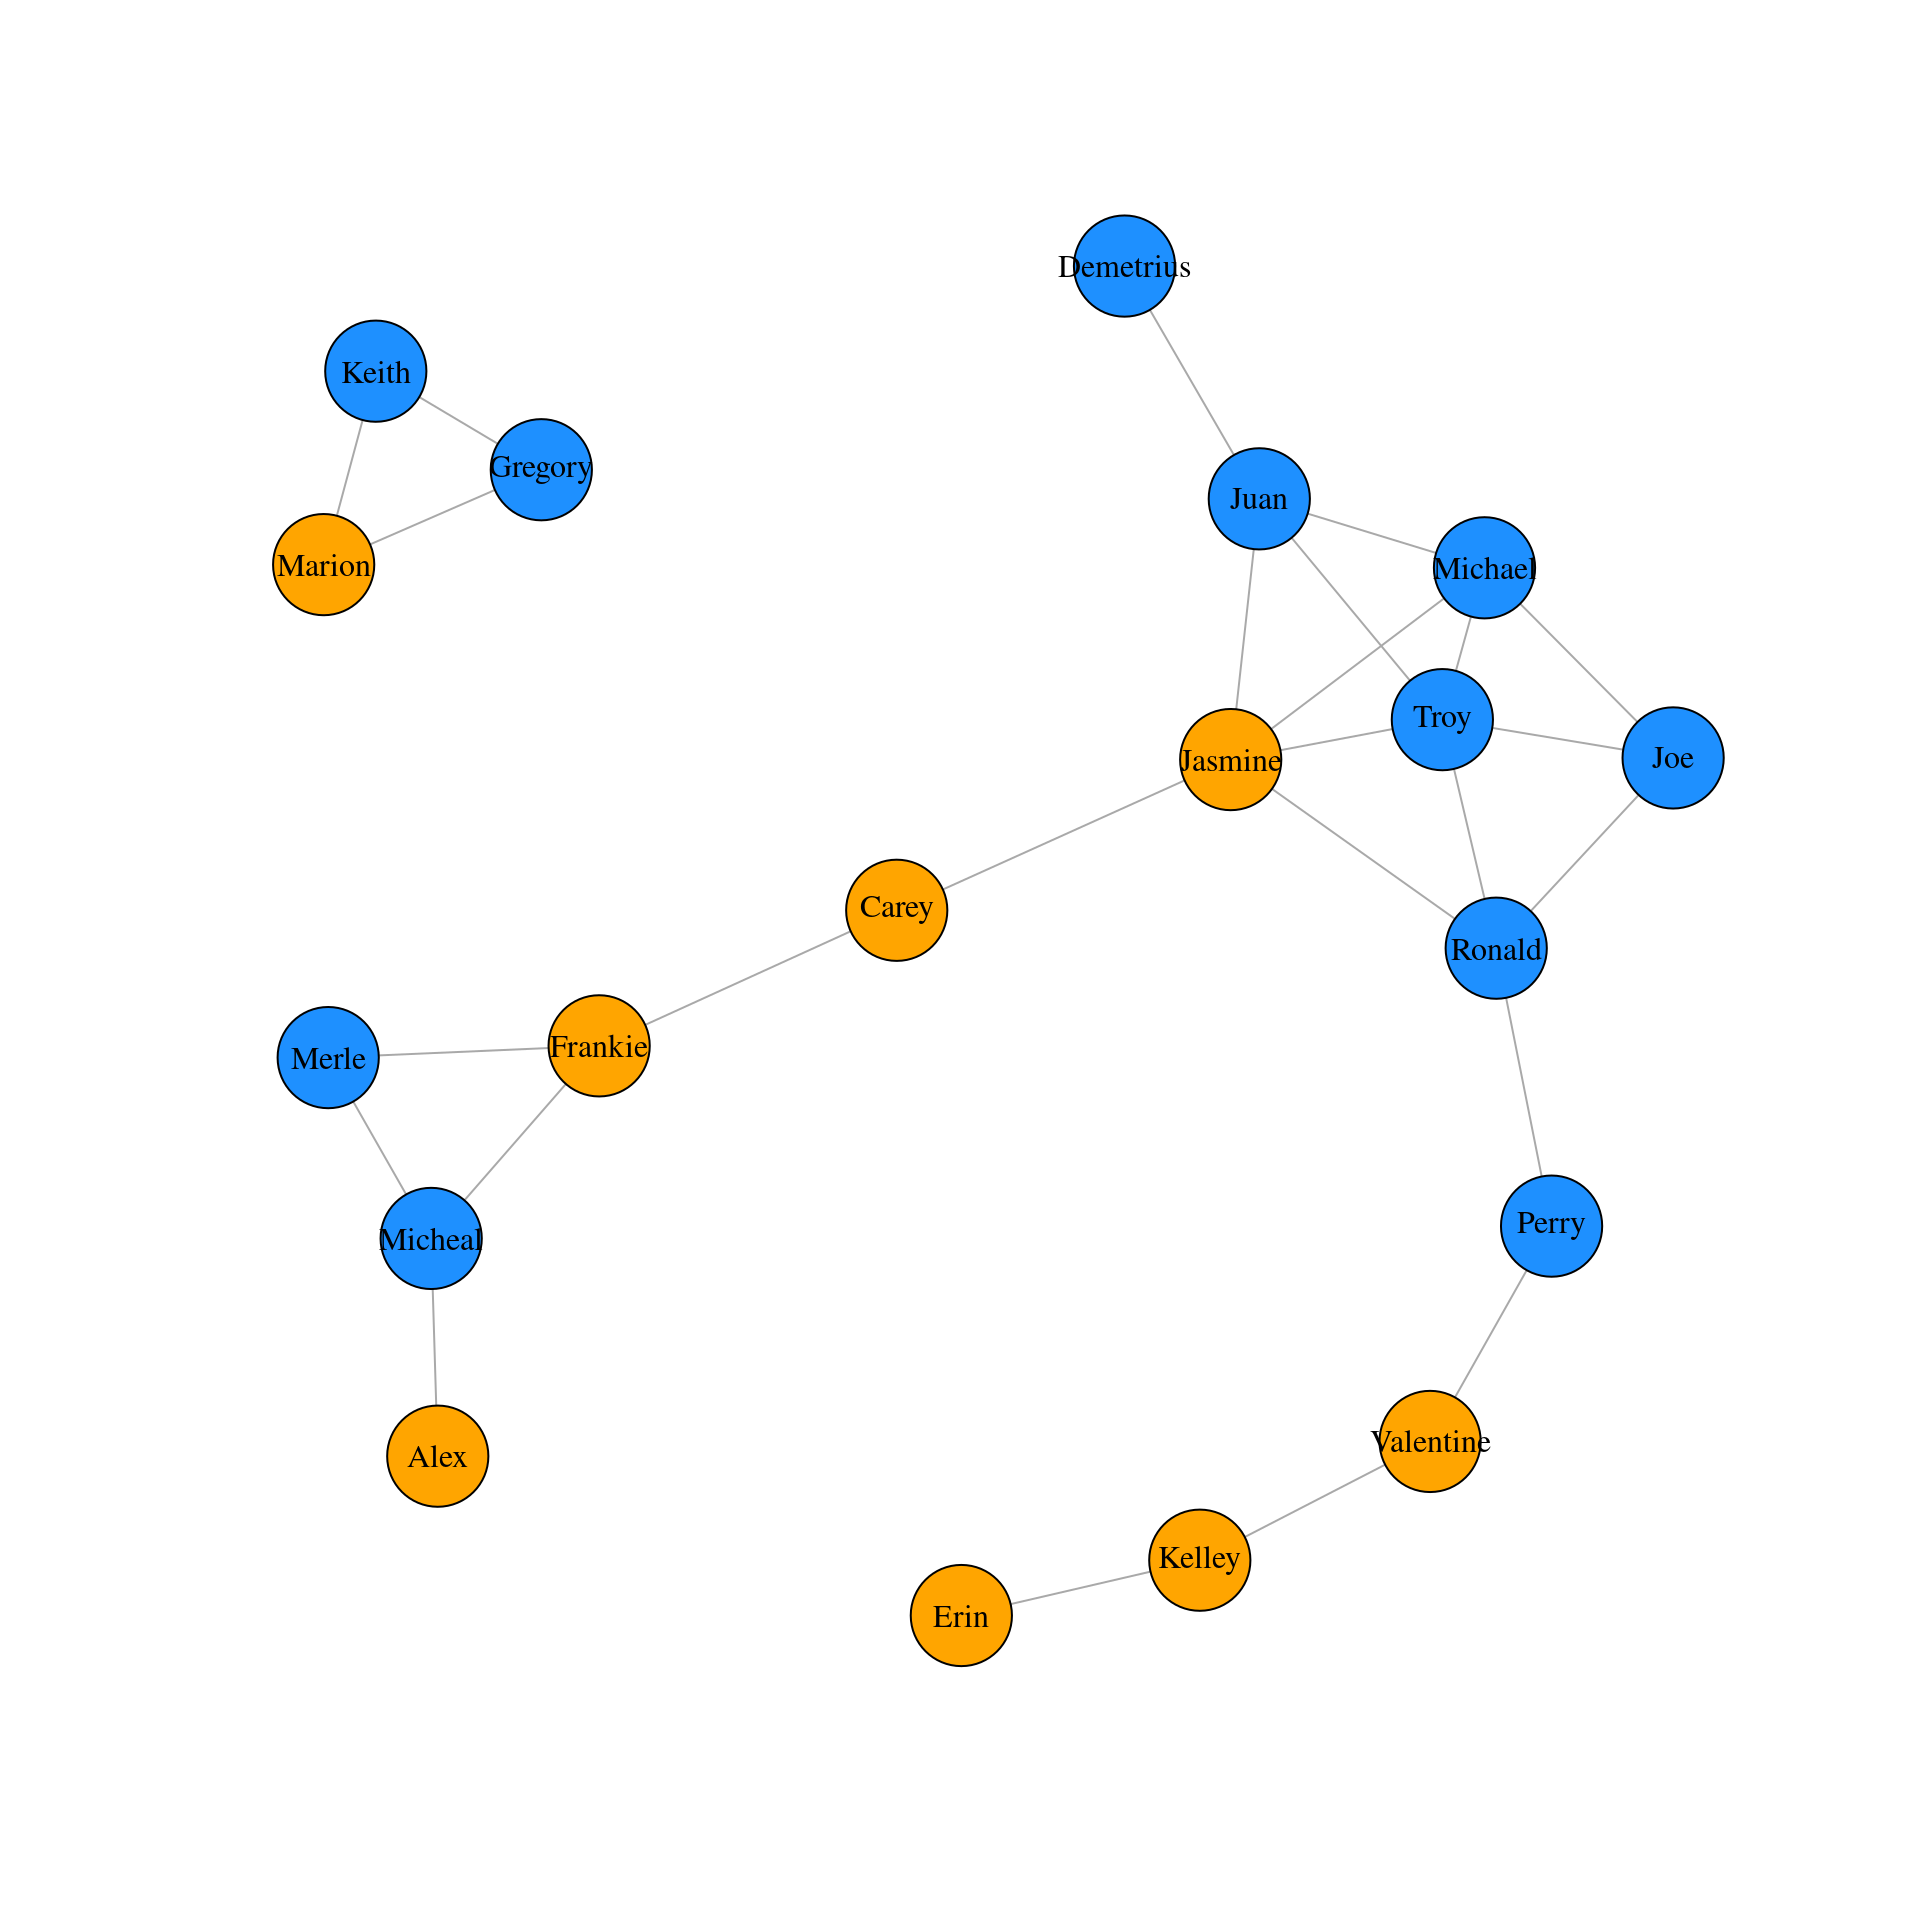 Demetrius
Keith
Gregory
Juan
Marion
Michael
Troy
Jasmine
Joe
Carey
Ronald
Merle
Frankie
Micheal
Perry
Alex
Valentine
Kelley
Erin